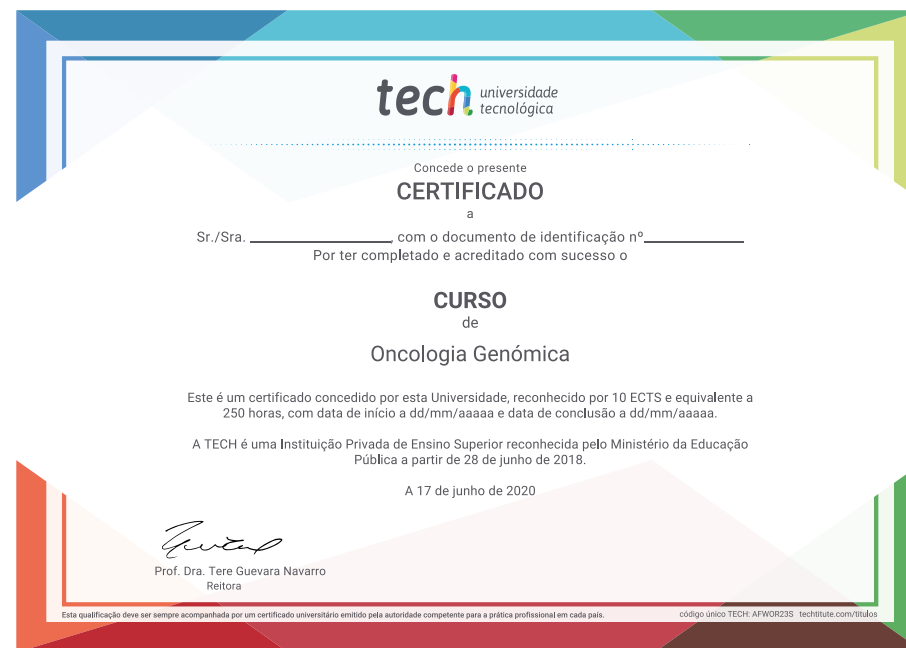 tech universidade
tecnológica
Concede o presente
CERTIFICADO
a
Sr./Sra. ________________, com o documento de identificação nº____________
Por ter completado e acreditado com sucesso o
CURSO
de
Oncologia Genómica
Este é um certificado concedido por esta Universidade, reconhecido por 10 ECTS e equivalente a
250 horas, com data de início a dd/mm/aaaaa e data de conclusão a dd/mm/aaaaa.
A TECH é uma Instituição Privada de Ensino Superior reconhecida pelo Ministério da Educação
Pública a partir de 28 de junho de 2018.
A 17 de junho de 2020
Prof. Dra. Tere Guevara Navarro
Reitora
Esta qualificação deve ser sempre acompanhada por um certificado universitário emitido pela autoridade competente para a prática profissional em cada país.
código único TECH: AFWOR23S techtitute.com/titulos